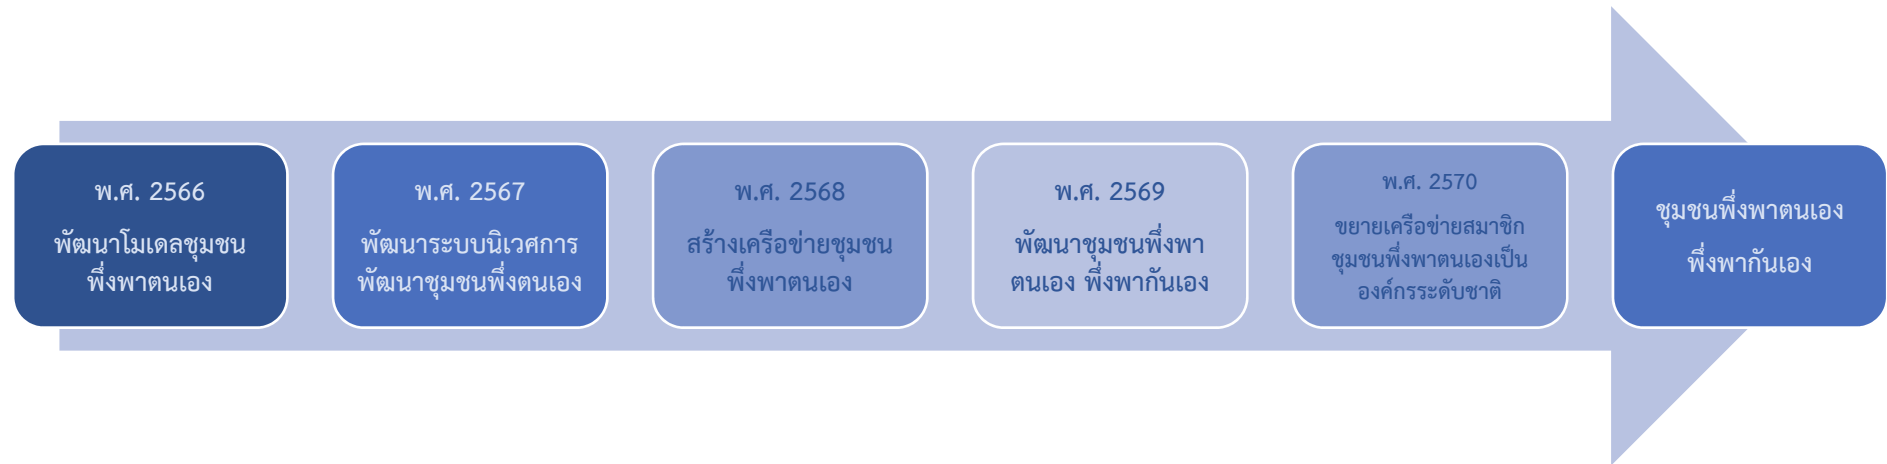 พ.ศ. 2566
พัฒนาโมเดลชุมชน
พึ่งพาตนเอง
พ.ศ. 2567
พัฒนาระบบนิเวศการ
พัฒนาชุมชนพึ่งตนเอง
พ.ศ. 2568
สร้างเครือข่ายชุมชน
พึ่งพาตนเอง
พ.ศ. 2569
พัฒนาชุมชนพึ่งพา
ตนเอง พึ่งพากันเอง
พ.ศ. 2570
ขยายเครือข่ายสมาชิก
ชุมชนพึ่งพาตนเองเป็น
องค์กรระดับชาติ
ชุมชนพึ่งพาตนเอง
พึ่งพากันเอง